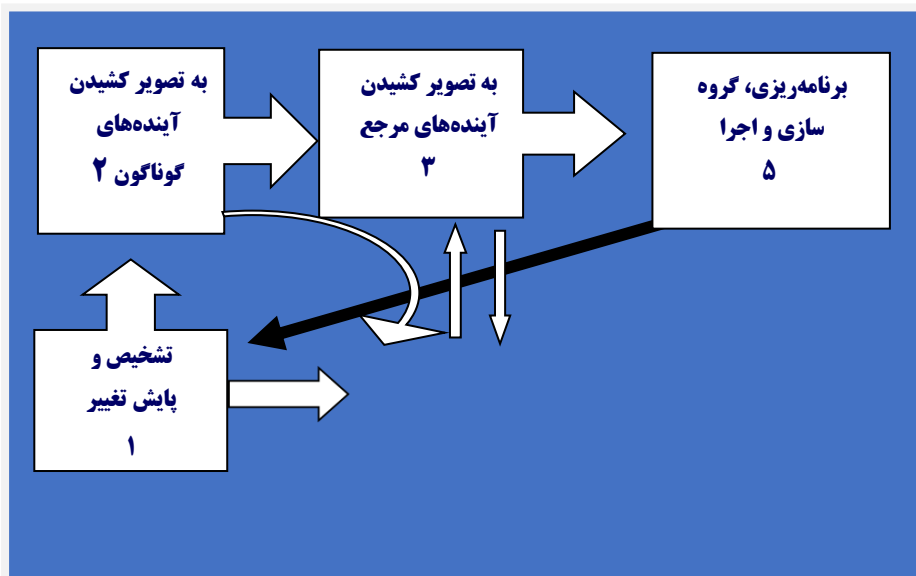 به تصویر کشیدن
آینده‌های
گوناگون ۲
به تصویر کشیدن
آینده‌های مرجع
۳
برنامه‌ریزی، گروه
سازی و اجرا
۵
تشخیص و
پایش تغییر
۱